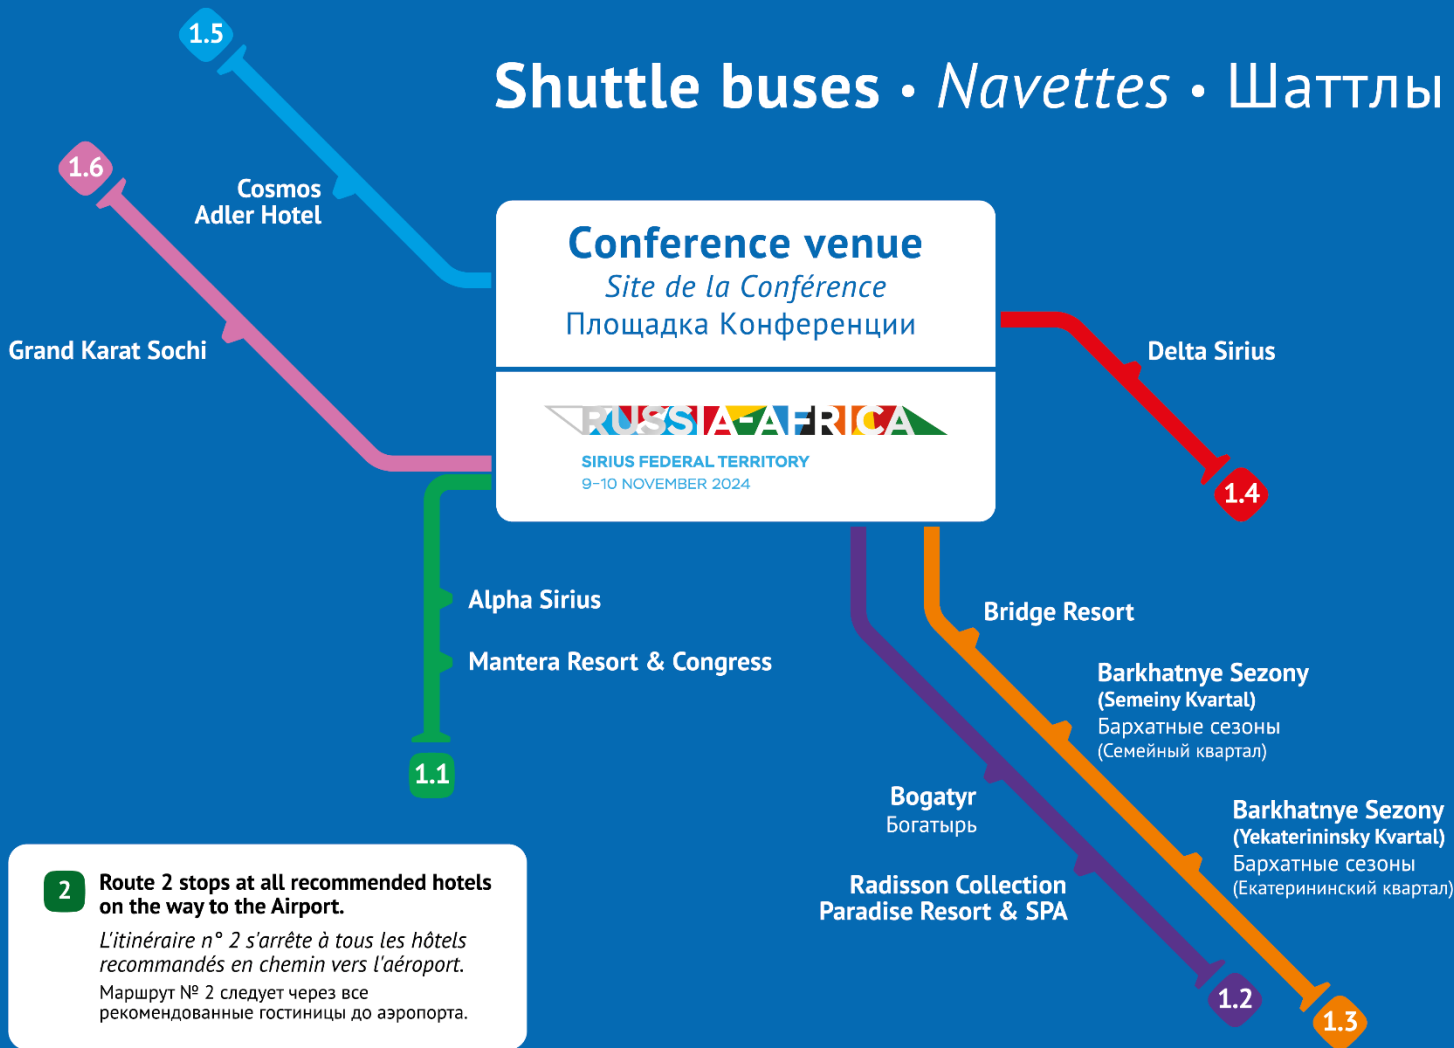 Shuttle buses • Navettes • Шаттлы
1.5
1.6
Cosmos
Adler Hotel
Grand Karat Sochi
Conference venue
Site de la Conférence
Площадка Конференции
RUSSIA-AFRICA
SIRIUS FEDERAL TERRITORY
9–10 NOVEMBER 2024
Delta Sirius
1.4
Alpha Sirius
Mantera Resort & Congress
1.1
Bridge Resort
Barkhatnye Sezony
(Semeiny Kvartal)
Бархатные сезоны
(Семейный квартал)
Bogatyr
Богатырь
Barkhatnye Sezony
(Yekaterininsky Kvartal)
Бархатные сезоны
(Екатерининский квартал)
Radisson Collection
Paradise Resort & SPA
1.2
1.3
2
Route 2 stops at all recommended hotels
on the way to the Airport.
L'itinéraire n° 2 s'arrête à tous les hôtels
recommandés en chemin vers l'aéroport.
Маршрут № 2 следует через все
рекомендованные гостиницы до аэропорта.